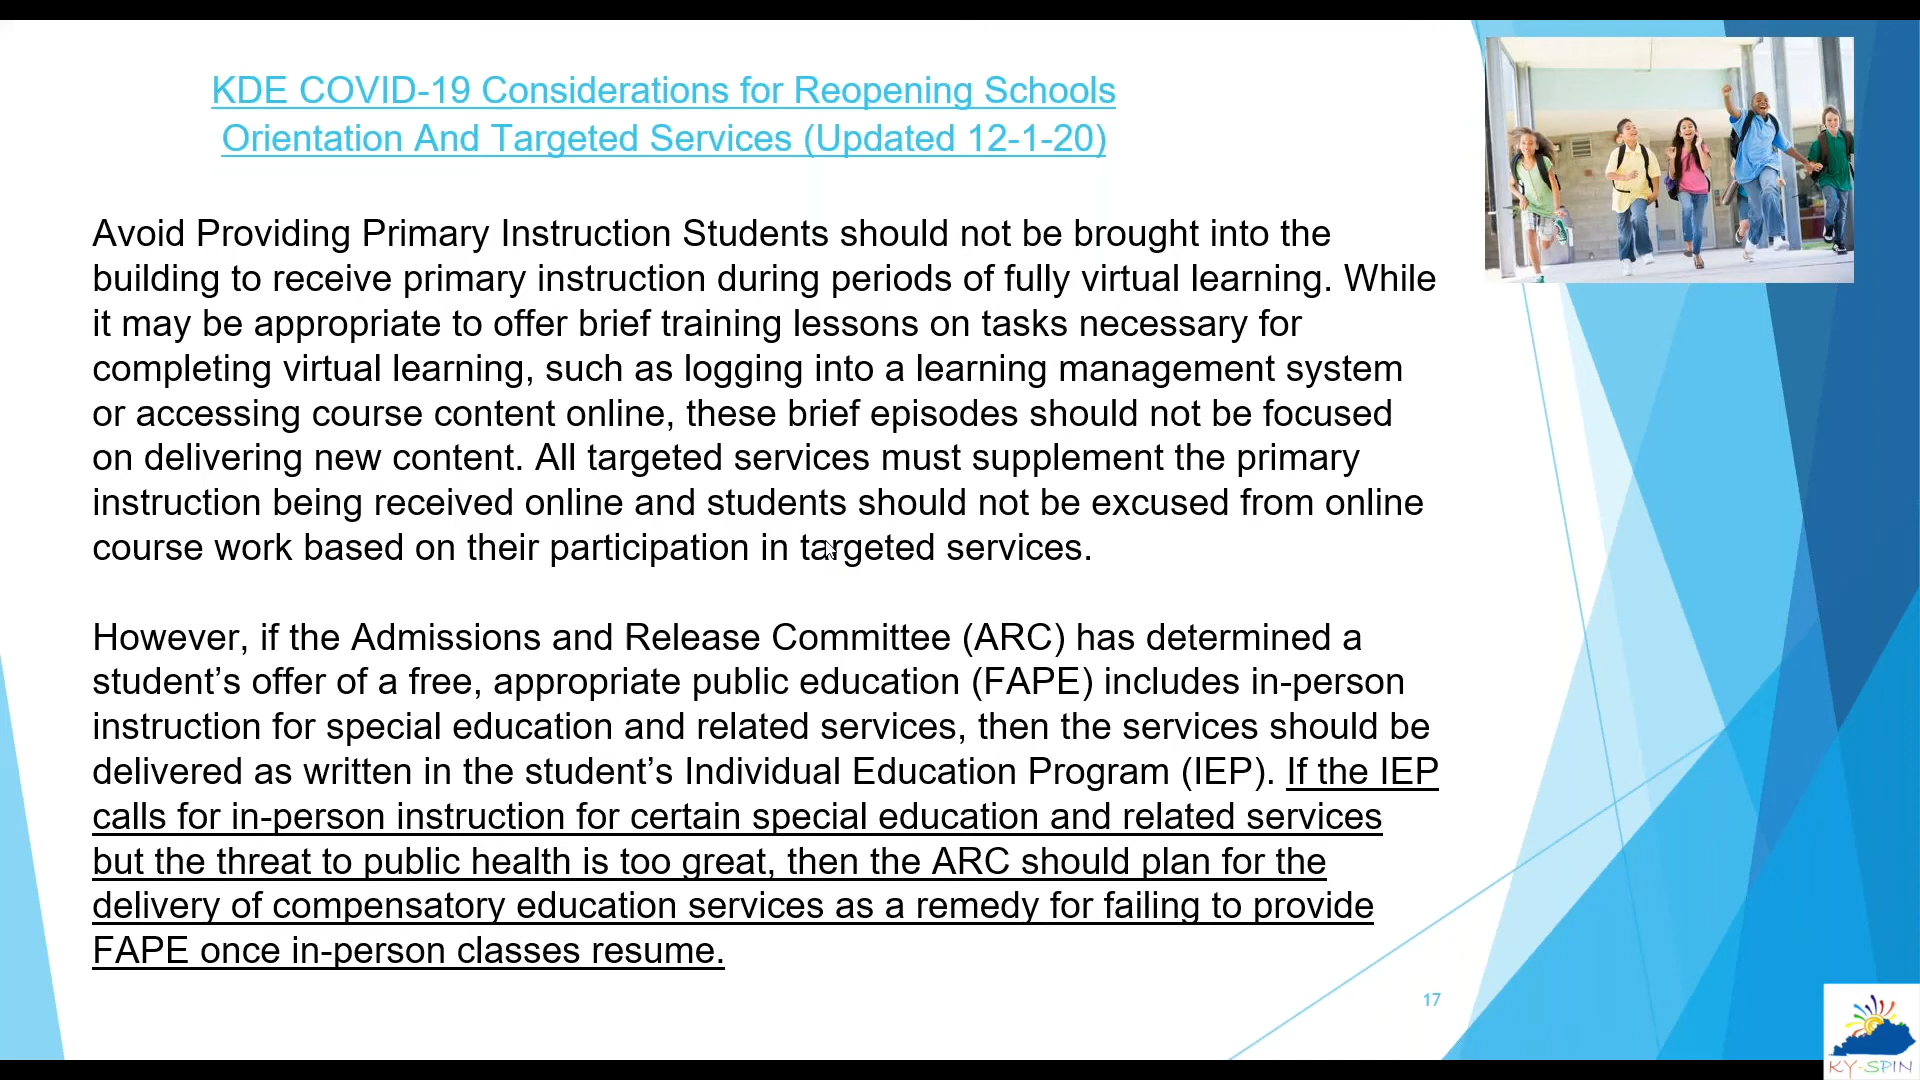 KDE COVID-19 Considerations for Reopening Schools
Orientation And Targeted Services (Updated 12-1-20)
Avoid Providing Primary Instruction Students should not be brought into the
building to receive primary instruction during periods of fully virtual learning. While
it may be appropriate to offer brief training lessons on tasks necessary for
completing virtual learning, such as logging into a learning management system
or accessing course content online, these brief episodes should not be focused
on delivering new content. All targeted services must supplement the primary
instruction being received online and students should not be excused from online
course work based on their participation in targeted services.
However, if the Admissions and Release Committee (ARC) has determined a
student’s offer of a free, appropriate public education (FAPE) includes in-person
instruction for special education and related services, then the services should be
delivered as written in the student’s Individual Education Program (IEP). If the IEP
calls for in-person instruction for certain special education and related services
but the threat to public health is too great, then the ARC should plan for the
delivery of compensatory education services as a remedy for failing to provide
FAPE once in-person classes resume.
17
KY-SPIN